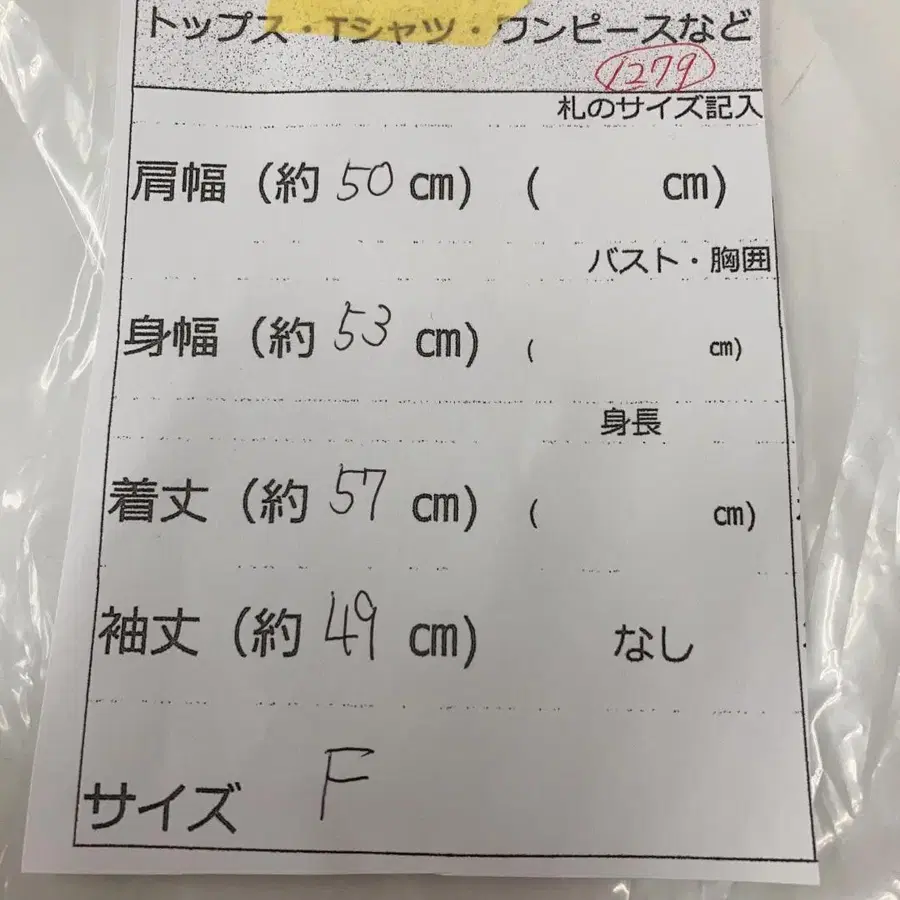 トップス・Tシャツ・ワンピースなど
1279
札のサイズ記入
肩幅（約 50 cm）（ cm）
バスト・胸囲
身幅（約 53 cm）（ cm）
身長
着丈（約 57 cm）（ cm）
袖丈（約 49 cm） なし
サイズ F